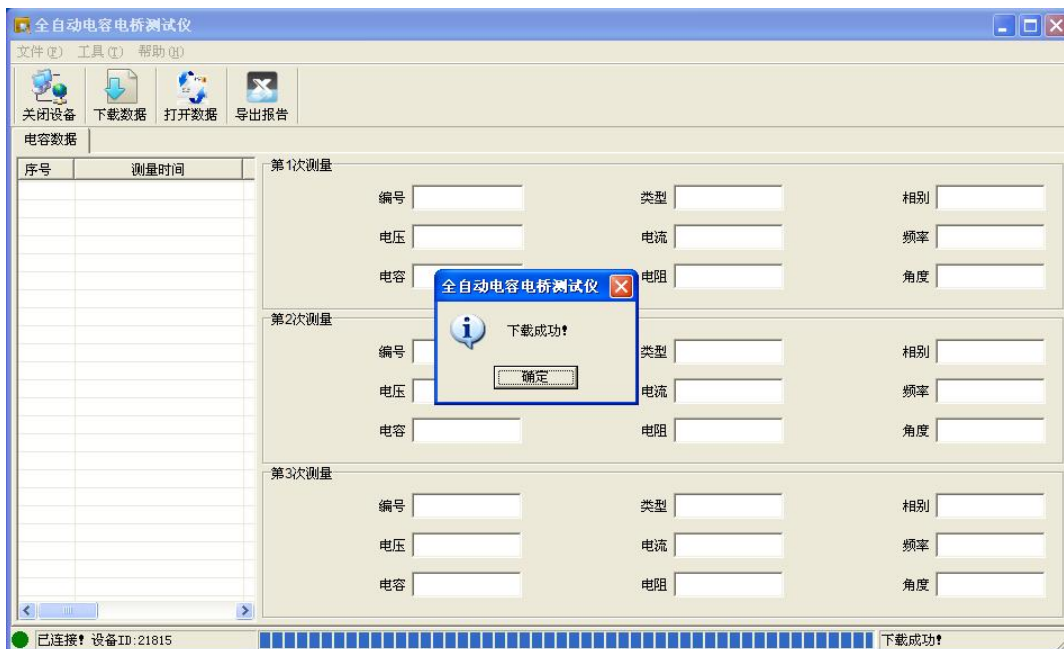 全自动电容电桥测试仪
文件(F) 工具(T) 帮助(H)
关闭设备 下载数据 打开数据 导出报告
电容数据
序号 测量时间
第1次测量
编号 类型 相别
电压 电流 频率
电容 电阻 角度
全自动电容电桥测试仪
下载成功!
确定
第2次测量
编号 类型 相别
电压 电流 频率
电容 电阻 角度
第3次测量
编号 类型 相别
电压 电流 频率
电容 电阻 角度
已连接! 设备ID:21815 下载成功!